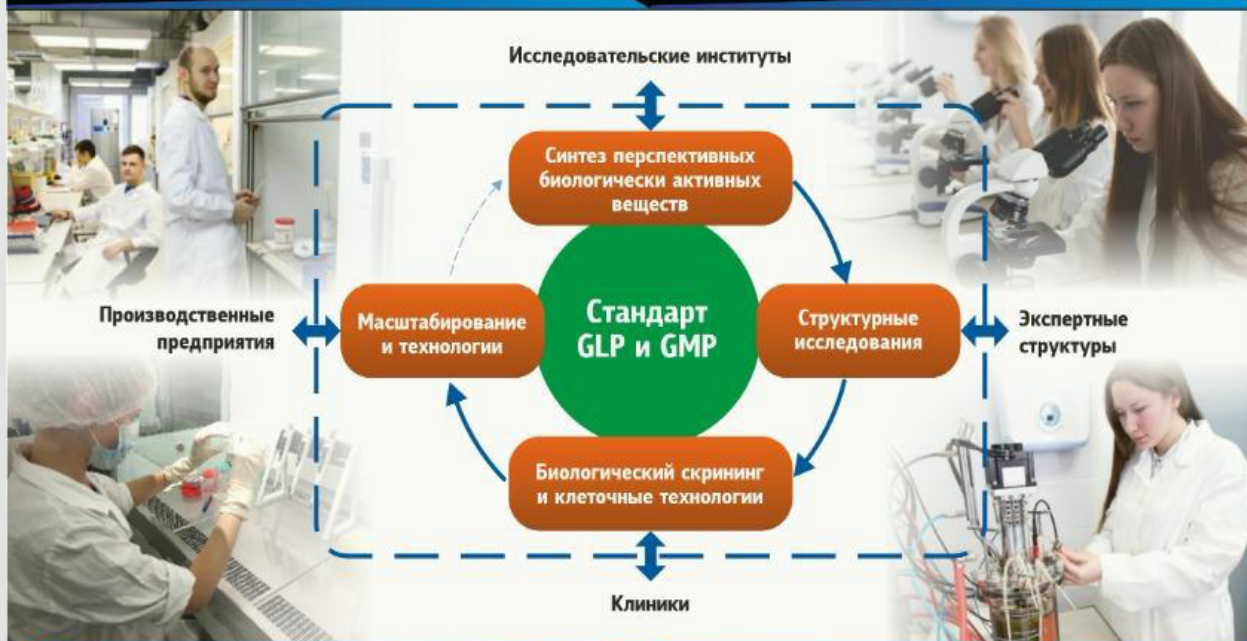 Исследовательские институты
Синтез перспективных
биологически активных
веществ
Производственные
предприятия
Масштабирование
и технологии
Стандарт
GLP и GMP
Структурные
исследования
Экспертные
структуры
Биологический скрининг
и клеточные технологии
Клиники